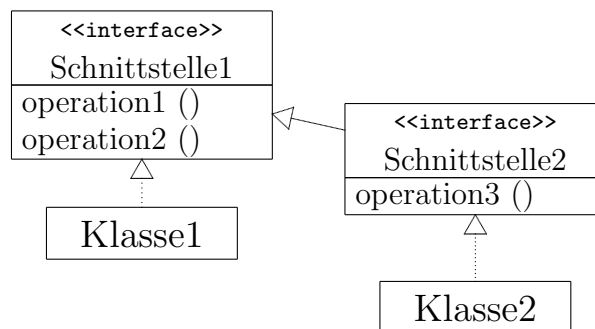 <<interface>>
Schnittstelle1
operation1 ()
operation2 ()
<<interface>>
Schnittstelle2
operation3 ()
Klasse1
Klasse2